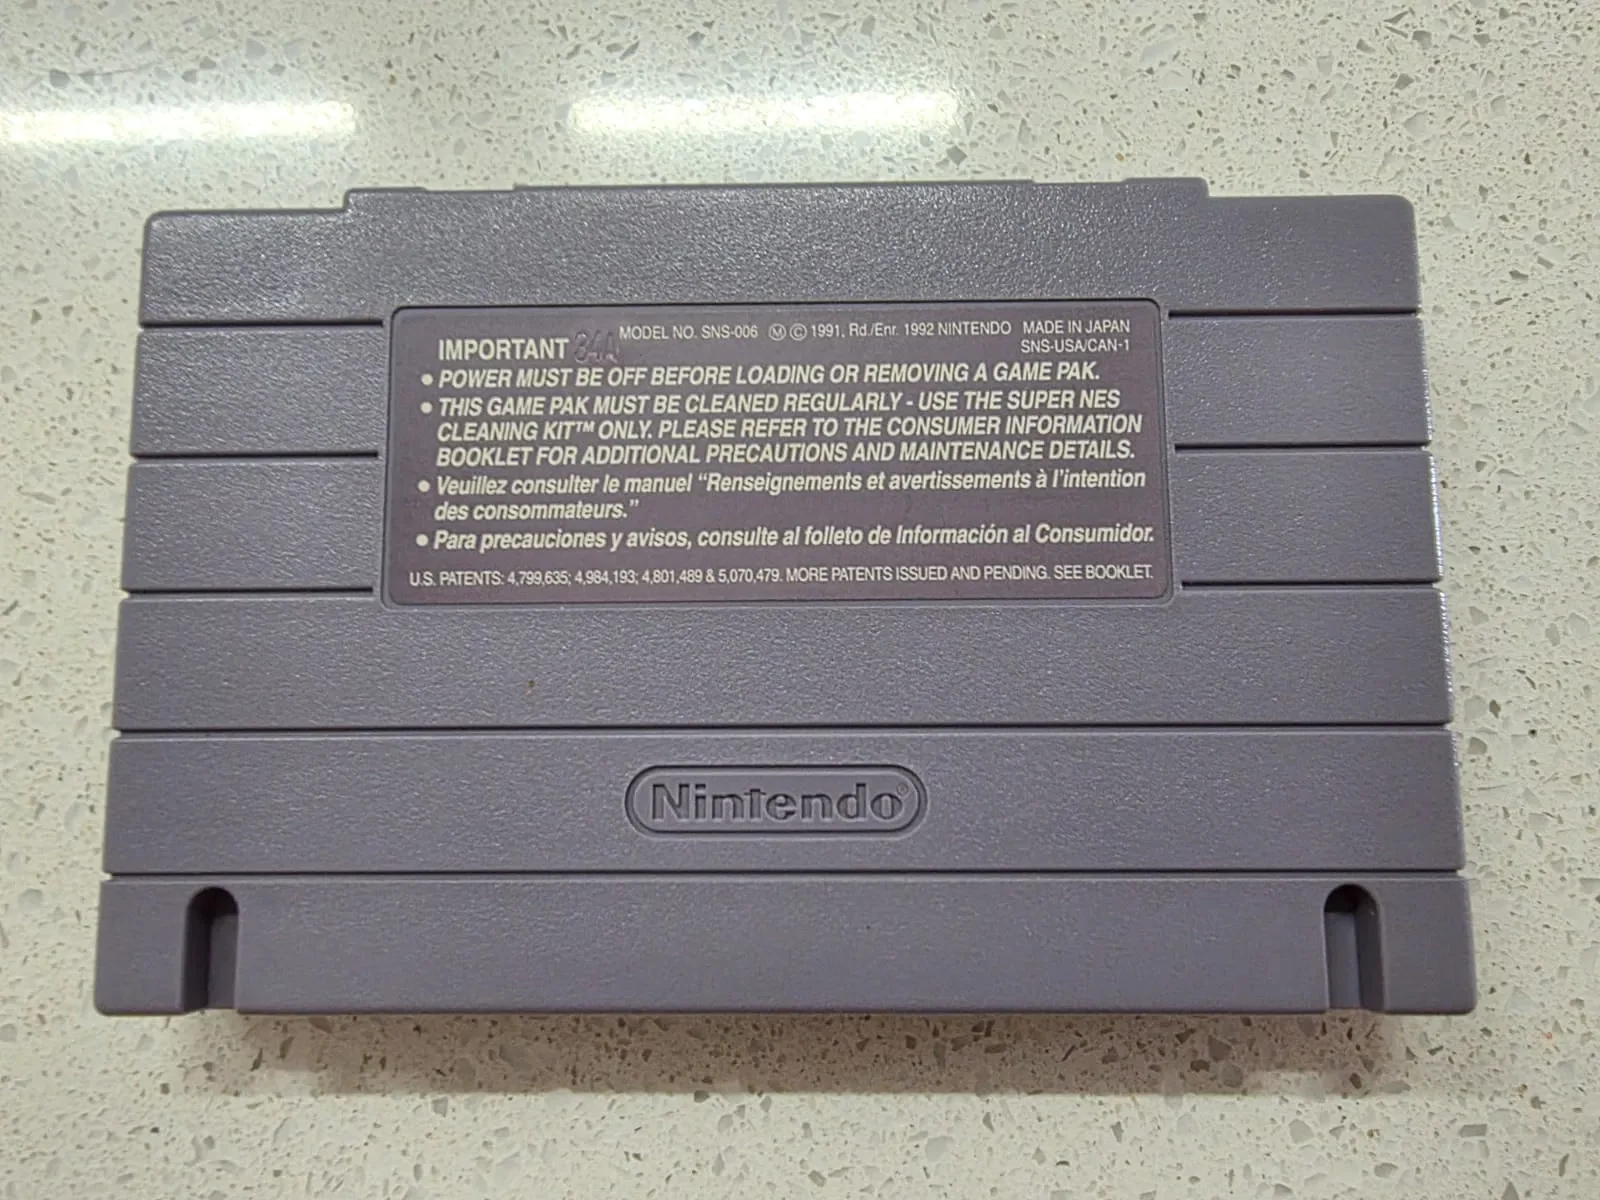 MODEL NO. SNS-006 Ⓜ © 1991, Rd./Enr. 1992 NINTENDO MADE IN JAPAN
IMPORTANT SNS-USA/CAN-1
• POWER MUST BE OFF BEFORE LOADING OR REMOVING A GAME PAK.
• THIS GAME PAK MUST BE CLEANED REGULARLY - USE THE SUPER NES
CLEANING KIT™ ONLY. PLEASE REFER TO THE CONSUMER INFORMATION
BOOKLET FOR ADDITIONAL PRECAUTIONS AND MAINTENANCE DETAILS.
• Veuillez consulter le manuel “Renseignements et avertissements à l’intention
des consommateurs.”
• Para precauciones y avisos, consulte al folleto de Información al Consumidor.
U.S. PATENTS: 4,799,635; 4,984,193; 4,801,489 & 5,070,479. MORE PATENTS ISSUED AND PENDING. SEE BOOKLET.
Nintendo®